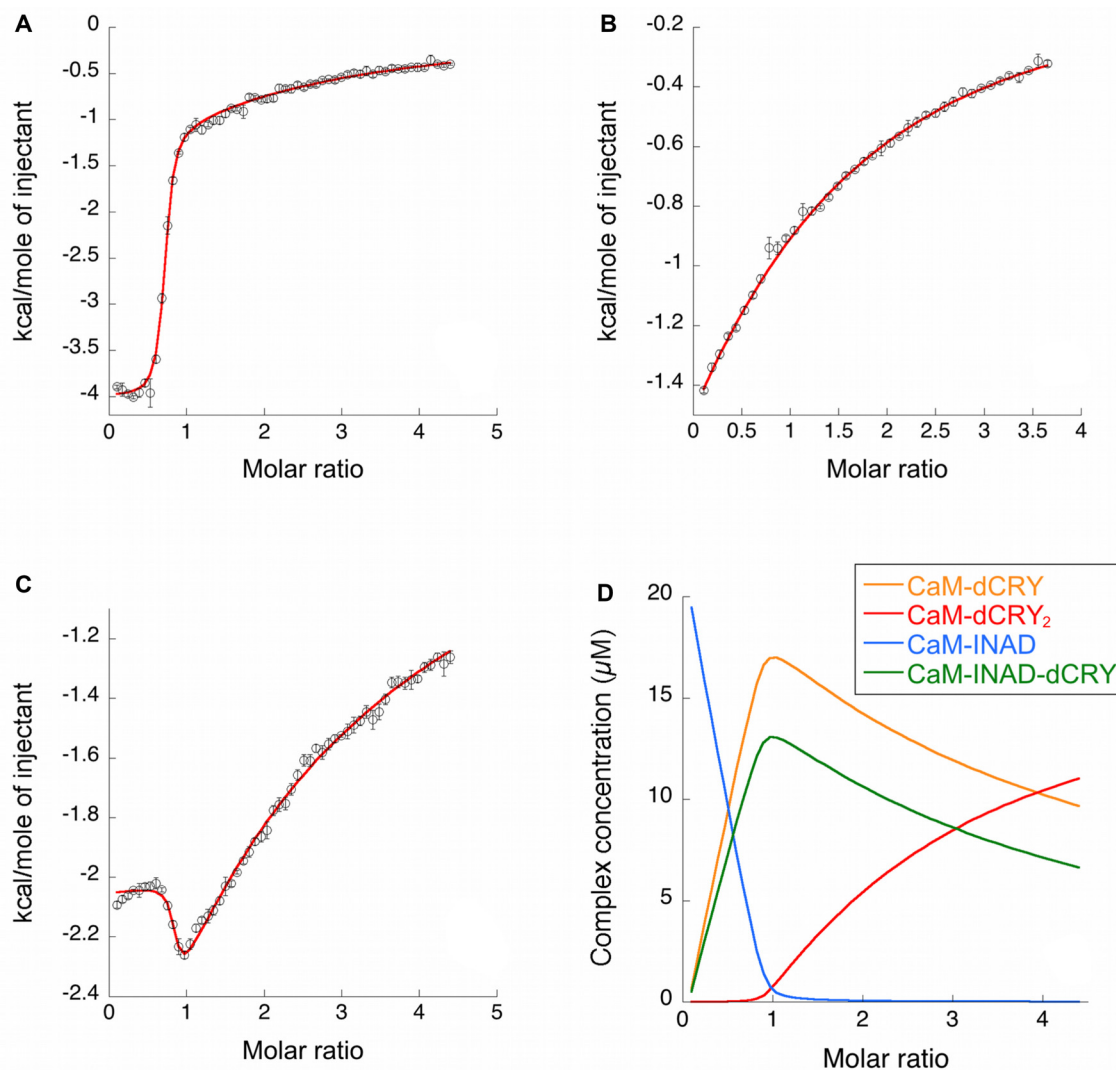 A
0
-0.5
-1
-1.5
-2
-2.5
-3
-3.5
-4
kcal/mole of injectant
0 1 2 3 4 5
Molar ratio
B
-0.2
-0.4
-0.6
-0.8
-1
-1.2
-1.4
kcal/mole of injectant
0 0.5 1 1.5 2 2.5 3 3.5 4
Molar ratio
C
-1.2
-1.4
-1.6
-1.8
-2
-2.2
-2.4
kcal/mole of injectant
0 1 2 3 4 5
Molar ratio
D
CaM-dCRY
CaM-dCRY₂
CaM-INAD
CaM-INAD-dCRY
20
15
10
5
0
Complex concentration (µM)
0 1 2 3 4
Molar ratio